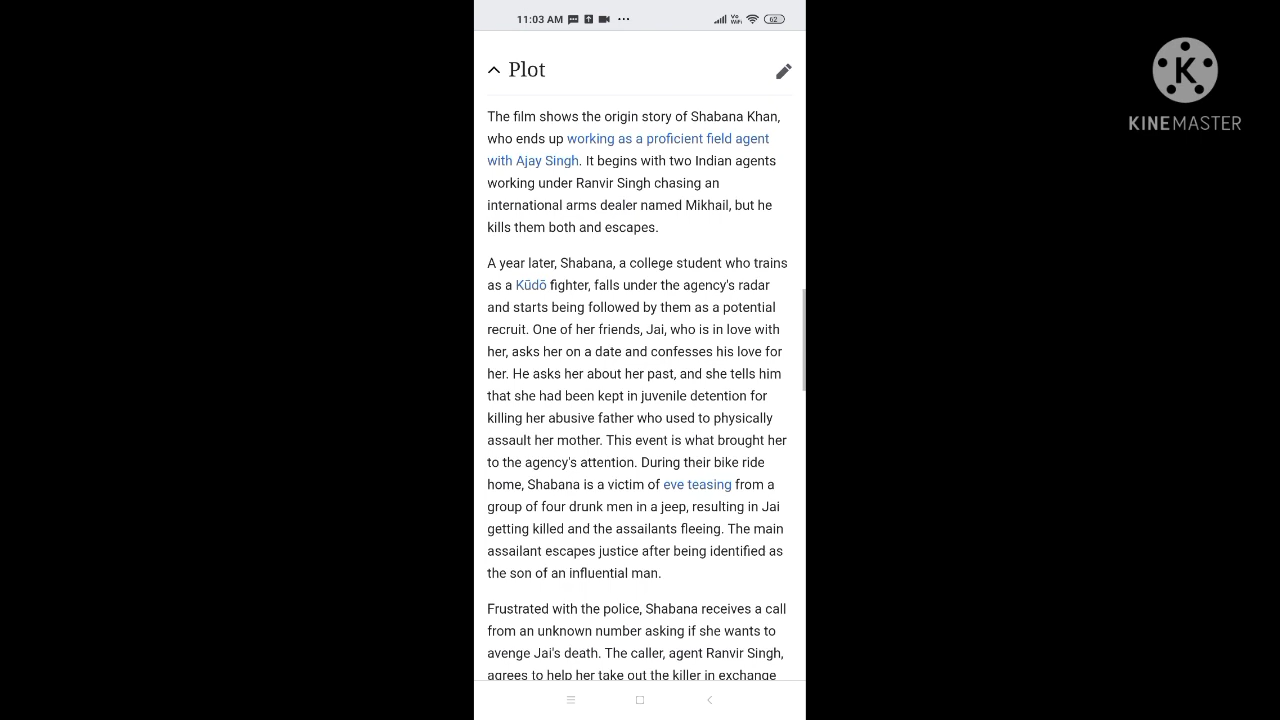 11:03 AM
Vo
WiFi
62
Plot
The film shows the origin story of Shabana Khan,
who ends up working as a proficient field agent
with Ajay Singh. It begins with two Indian agents
working under Ranvir Singh chasing an
international arms dealer named Mikhail, but he
kills them both and escapes.
A year later, Shabana, a college student who trains
as a Kūdō fighter, falls under the agency's radar
and starts being followed by them as a potential
recruit. One of her friends, Jai, who is in love with
her, asks her on a date and confesses his love for
her. He asks her about her past, and she tells him
that she had been kept in juvenile detention for
killing her abusive father who used to physically
assault her mother. This event is what brought her
to the agency's attention. During their bike ride
home, Shabana is a victim of eve teasing from a
group of four drunk men in a jeep, resulting in Jai
getting killed and the assailants fleeing. The main
assailant escapes justice after being identified as
the son of an influential man.
Frustrated with the police, Shabana receives a call
from an unknown number asking if she wants to
avenge Jai's death. The caller, agent Ranvir Singh,
agrees to help her take out the killer in exchange
K
KINEMASTER